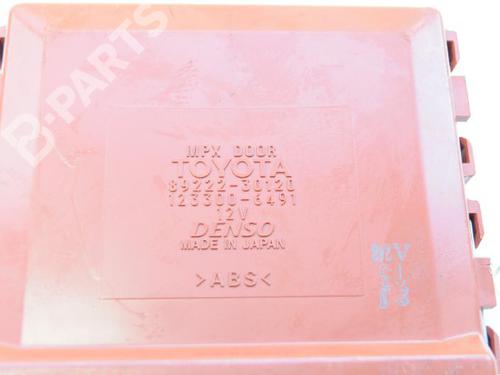 B-PARTS
MPX DOOR
TOYOTA
89222-30120
123300-6491
12V
DENSO
MADE IN JAPAN
>ABS<